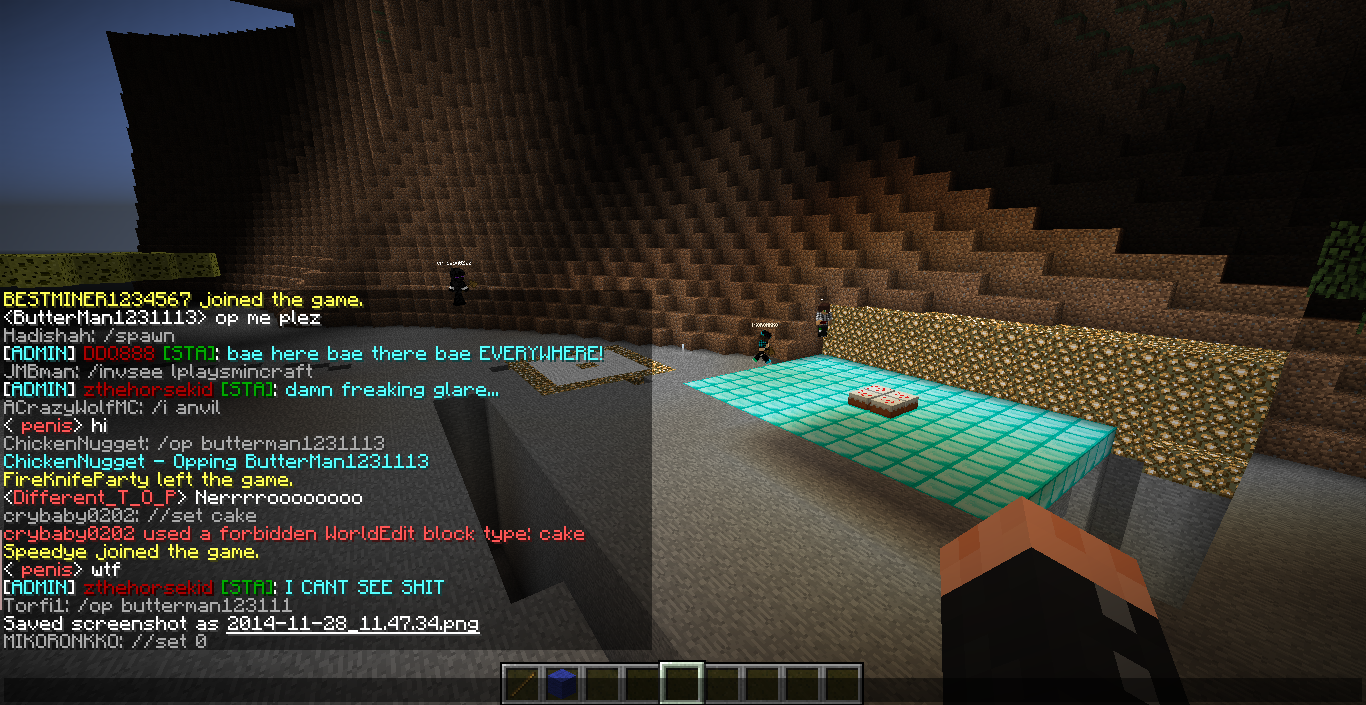 BESTMINER1234567 joined the game.
<ButterMan1231113> op me plez
Hadishah: /spawn
[ADMIN] DDO888 [STA]: bae here bae there bae EVERYWHERE!
JMBman: /invsee lplaysmincraft
[ADMIN] zthehorsekid [STA]: damn freaking glare...
ACrazyWolfMC: /i anvil
< penis> hi
ChickenNugget: /op butterman1231113
ChickenNugget - Opping ButterMan1231113
FireKnifeParty left the game.
<Different_T_O_P> Nerrrroooooooo
crybaby0202: //set cake
crybaby0202 used a forbidden WorldEdit block type: cake
Speedye joined the game.
< penis> wtf
[ADMIN] zthehorsekid [STA]: I CANT SEE SHIT
Torfi1: /op butterman123111
Saved screenshot as 2014-11-28_11.47.34.png
MIKORONKKO: //set 0